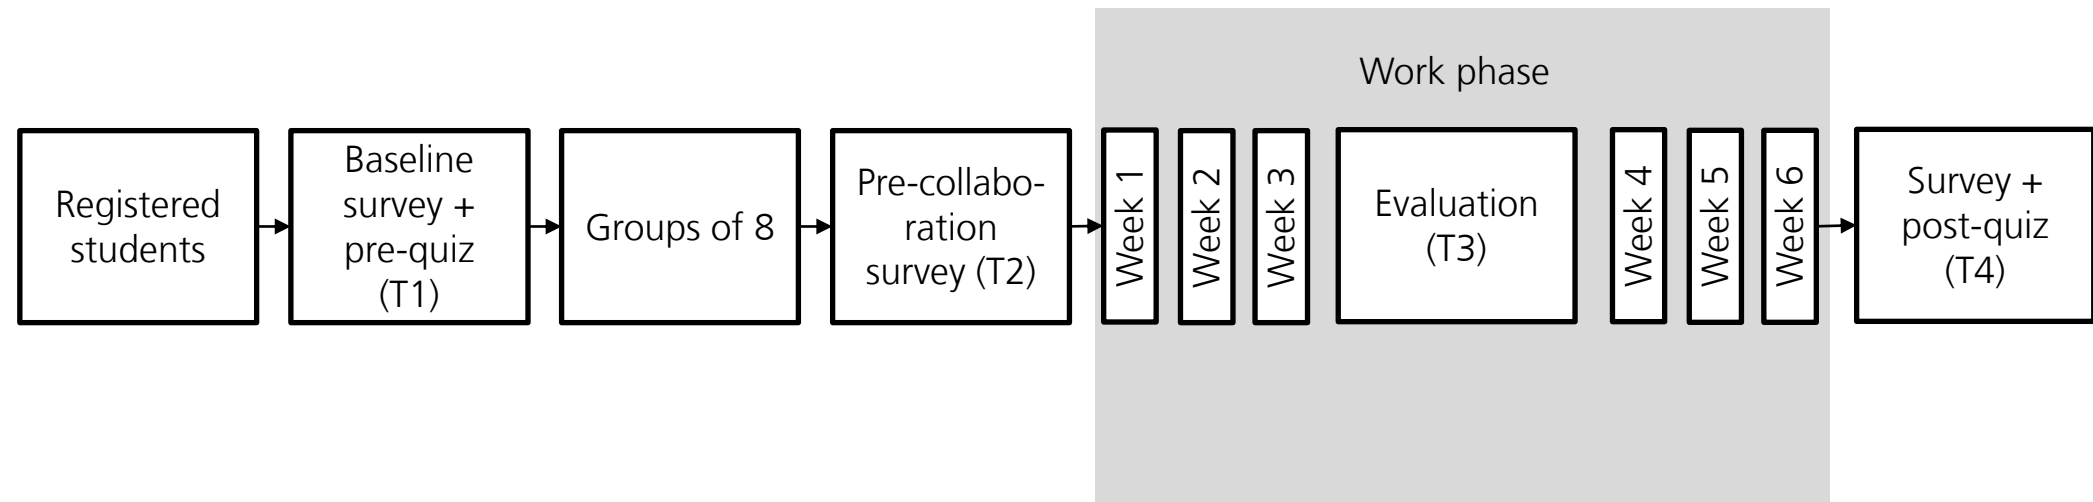 Work phase
Registered
students
Baseline
survey +
pre-quiz
(T1)
Groups of 8
Pre-collabo-
ration
survey (T2)
Week 1
Week 2
Week 3
Evaluation
(T3)
Week 4
Week 5
Week 6
Survey +
post-quiz
(T4)